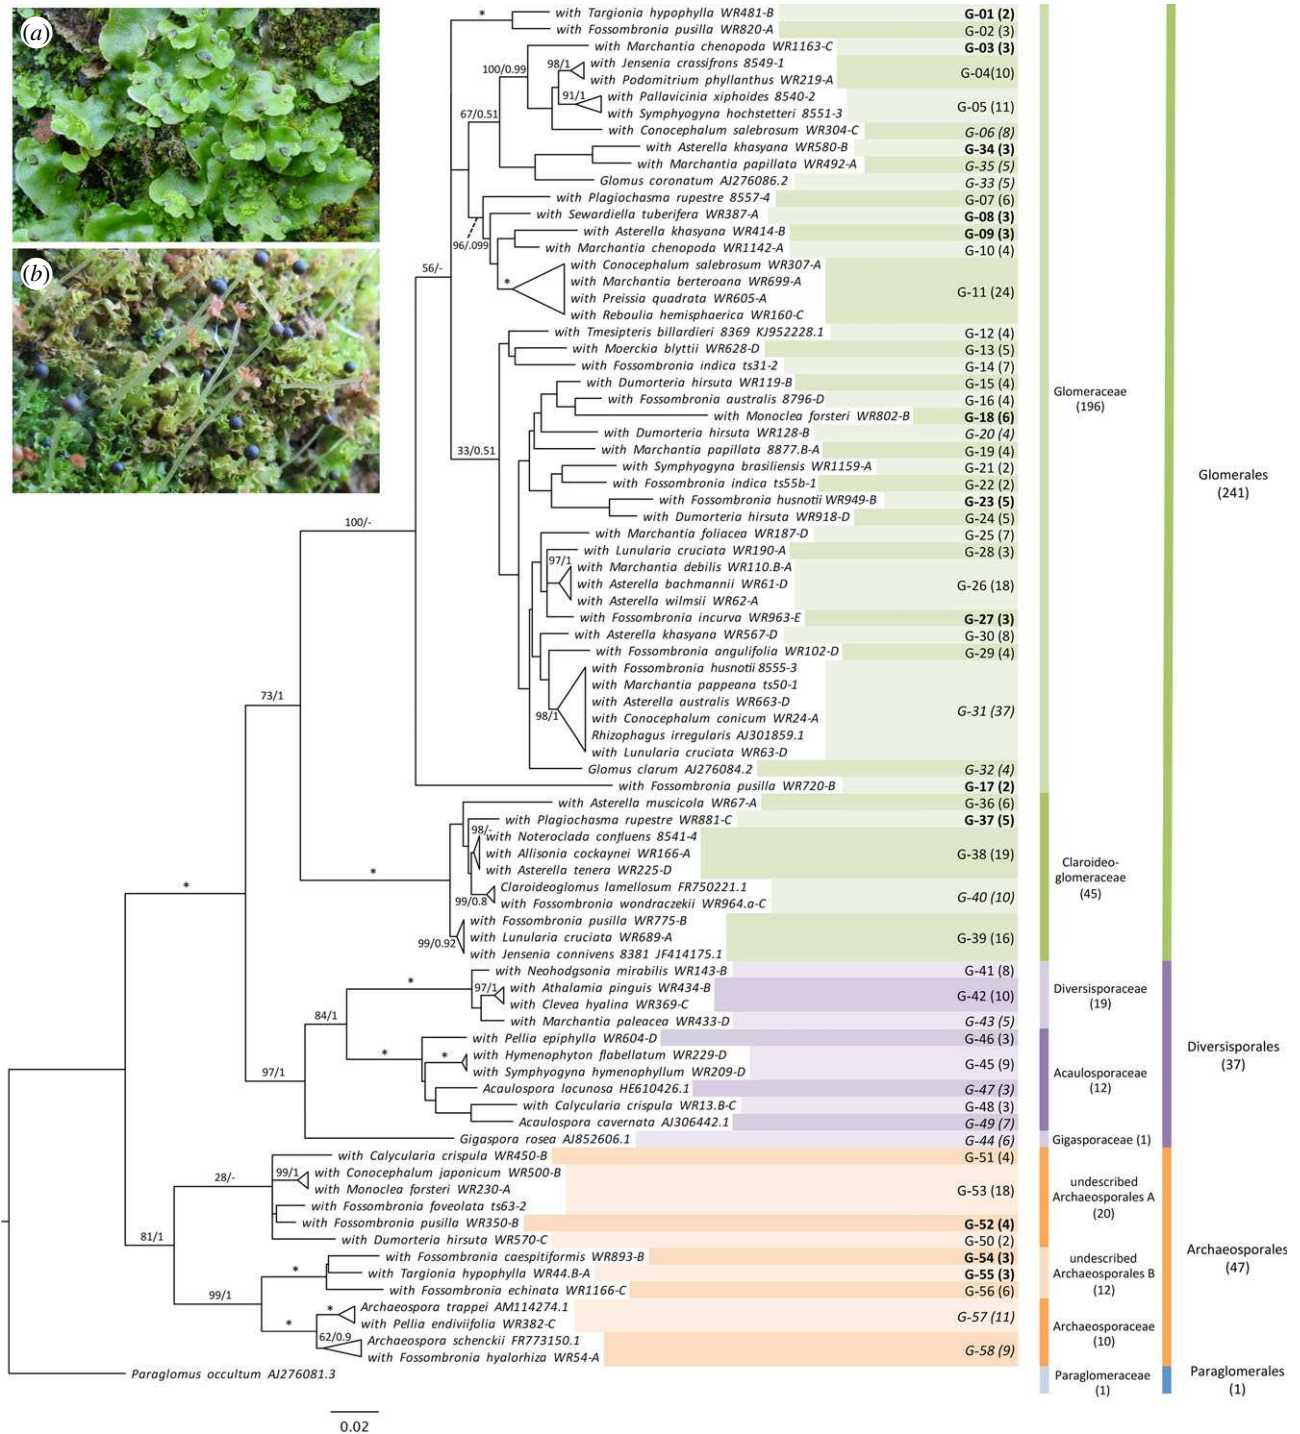 (a)
(b)
with Targionia hypophylla WR481-B G-01 (2)
with Fossombronia pusilla WR820-A G-02 (3)
with Marchantia chenopoda WR1163-C G-03 (3)
with Jensenia crassifrons 8549-1
with Podomitrium phyllanthus WR219-A
G-04(10)
with Pallavicinia xiphoides 8540-2
with Symphyogyna hochstetteri 8551-3
G-05 (11)
with Conocephalum salebrosum WR304-C G-06 (8)
with Asterella khasyana WR580-B G-34 (3)
with Marchantia papillata WR492-A G-35 (5)
Glomus coronatum AJ276086.2 G-33 (5)
with Plagiochasma rupestre 8557-4 G-07 (6)
with Sewardiella tuberifera WR387-A G-08 (3)
with Asterella khasyana WR414-B G-09 (3)
with Marchantia chenopoda WR1142-A G-10 (4)
with Conocephalum salebrosum WR307-A
with Marchantia berteroana WR699-A
with Preissia quadrata WR605-A
with Reboulia hemisphaerica WR160-C
G-11 (24)
with Tmesipteris billardieri 8369 KJ952228.1 G-12 (4)
with Moerckia blyttii WR628-D G-13 (5)
with Fossombronia indica ts31-2 G-14 (7)
with Dumorteria hirsuta WR119-B G-15 (4)
with Fossombronia australis 8796-D G-16 (4)
with Monoclea forsteri WR802-B G-18 (6)
with Dumorteria hirsuta WR128-B G-20 (4)
with Marchantia papillata 8877.B-A G-19 (4)
with Symphyogyna brasiliensis WR1159-A G-21 (2)
with Fossombronia indica ts55b-1 G-22 (2)
with Fossombronia husnotii WR949-B G-23 (5)
with Dumorteria hirsuta WR918-D G-24 (5)
with Marchantia foliacea WR187-D G-25 (7)
with Lunularia cruciata WR190-A G-28 (3)
with Marchantia debilis WR110.B-A
with Asterella bachmannii WR61-D
with Asterella wilmsii WR62-A
G-26 (18)
with Fossombronia incurva WR963-E G-27 (3)
with Asterella khasyana WR567-D G-30 (8)
with Fossombronia angulifolia WR102-D G-29 (4)
with Fossombronia husnotii 8555-3
with Marchantia pappeana ts50-1
with Asterella australis WR663-D
with Conocephalum conicum WR24-A
Rhizophagus irregularis AJ301859.1
with Lunularia cruciata WR63-D
G-31 (37)
Glomus clarum AJ276084.2 G-32 (4)
with Fossombronia pusilla WR720-B G-17 (2)
with Asterella muscicola WR67-A G-36 (6)
with Plagiochasma rupestre WR881-C G-37 (5)
with Noteroclada confluens 8541-4
with Allisonia cockaynei WR166-A
with Asterella tenera WR225-D
G-38 (19)
Claroideoglomus lamellosum FR750221.1
with Fossombronia wondraczekii WR964.a-C
G-40 (10)
with Fossombronia pusilla WR775-B
with Lunularia cruciata WR689-A
with Jensenia connivens 8381 JF414175.1
G-39 (16)
with Neohodgsonia mirabilis WR143-B G-41 (8)
with Athalamia pinguis WR434-B
with Clevea hyalina WR369-C
G-42 (10)
with Marchantia paleacea WR433-D G-43 (5)
with Pellia epiphylla WR604-D G-46 (3)
with Hymenophyton flabellatum WR229-D
with Symphyogyna hymenophyllum WR209-D
G-45 (9)
Acaulospora lacunosa HE610426.1 G-47 (3)
with Calycularia crispula WR13.B-C G-48 (3)
Acaulospora cavernata AJ306442.1 G-49 (7)
Gigaspora rosea AJ852606.1 G-44 (6)
with Calycularia crispula WR450-B G-51 (4)
with Conocephalum japonicum WR500-B
with Monoclea forsteri WR230-A
G-53 (18)
with Fossombronia foveolata ts63-2
with Fossombronia pusilla WR350-B G-52 (4)
with Dumorteria hirsuta WR570-C G-50 (2)
with Fossombronia caespitiformis WR893-B G-54 (3)
with Targionia hypophylla WR44.B-A G-55 (3)
with Fossombronia echinata WR1166-C G-56 (6)
Archaeospora trappei AM114274.1
with Pellia endiviifolia WR382-C
G-57 (11)
Archaeospora schenckii FR773150.1
with Fossombronia hyalorhiza WR54-A
G-58 (9)
Paraglomus occultum AJ276081.3
*
100/0.99
98/1
91/1
67/0.51
96/.099
56/-
*
33/0.51
100/-
97/1
98/1
73/1
98/-
*
99/0.8
99/0.92
*
*
97/1
84/1
*
*
97/1
99/1
28/-
81/1
*
99/1
*
*
62/0.9
0.02
Glomeraceae
(196)
Claroideo-
glomeraceae
(45)
Diversisporaceae
(19)
Acaulosporaceae
(12)
Gigasporaceae (1)
undescribed
Archaeosporales A
(20)
undescribed
Archaeosporales B
(12)
Archaeosporaceae
(10)
Paraglomeraceae
(1)
Glomerales
(241)
Diversisporales
(37)
Archaeosporales
(47)
Paraglomerales
(1)